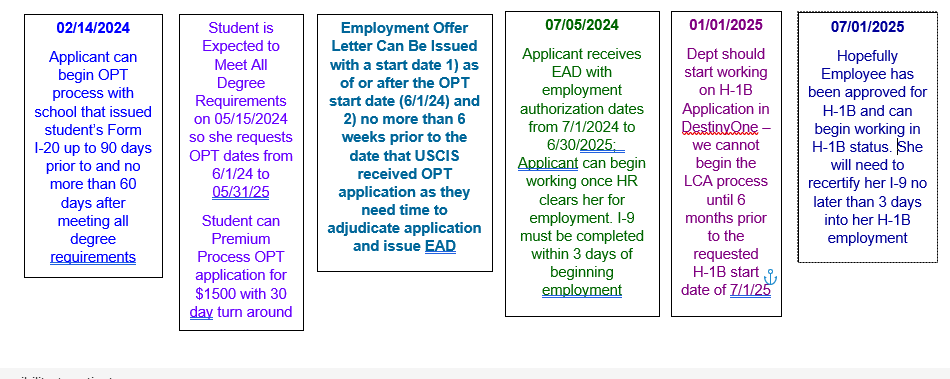 02/14/2024
Applicant can
begin OPT
process with
school that issued
student's Form
I-20 up to 90 days
prior to and no
more than 60
days after
meeting all
degree
requirements
Student is
Expected to
Meet All
Degree
Requirements
on 05/15/2024
so she requests
OPT dates from
6/1/24 to
05/31/25
Student can
Premium
Process OPT
application for
$1500 with 30
day turn around
Employment Offer
Letter Can Be Issued
with a start date 1) as
of or after the OPT
start date (6/1/24) and
2) no more than 6
weeks prior to the
date that USCIS
received OPT
application as they
need time to
adjudicate application
and issue EAD
07/05/2024
Applicant receives
EAD with
employment
authorization dates
from 7/1/2024 to
6/30/2025;
Applicant can begin
working once HR
clears her for
employment. I-9
must be completed
within 3 days of
beginning
employment
01/01/2025
Dept should
start working
on H-1B
Application in
DestinyOne –
we cannot
begin the
LCA process
until 6
months prior
to the
requested
H-1B start
date of 7/1/25
07/01/2025
Hopefully
Employee has
been approved for
H-1B and can
begin working in
H-1B status. She
will need to
recertify her I-9 no
later than 3 days
into her H-1B
employment